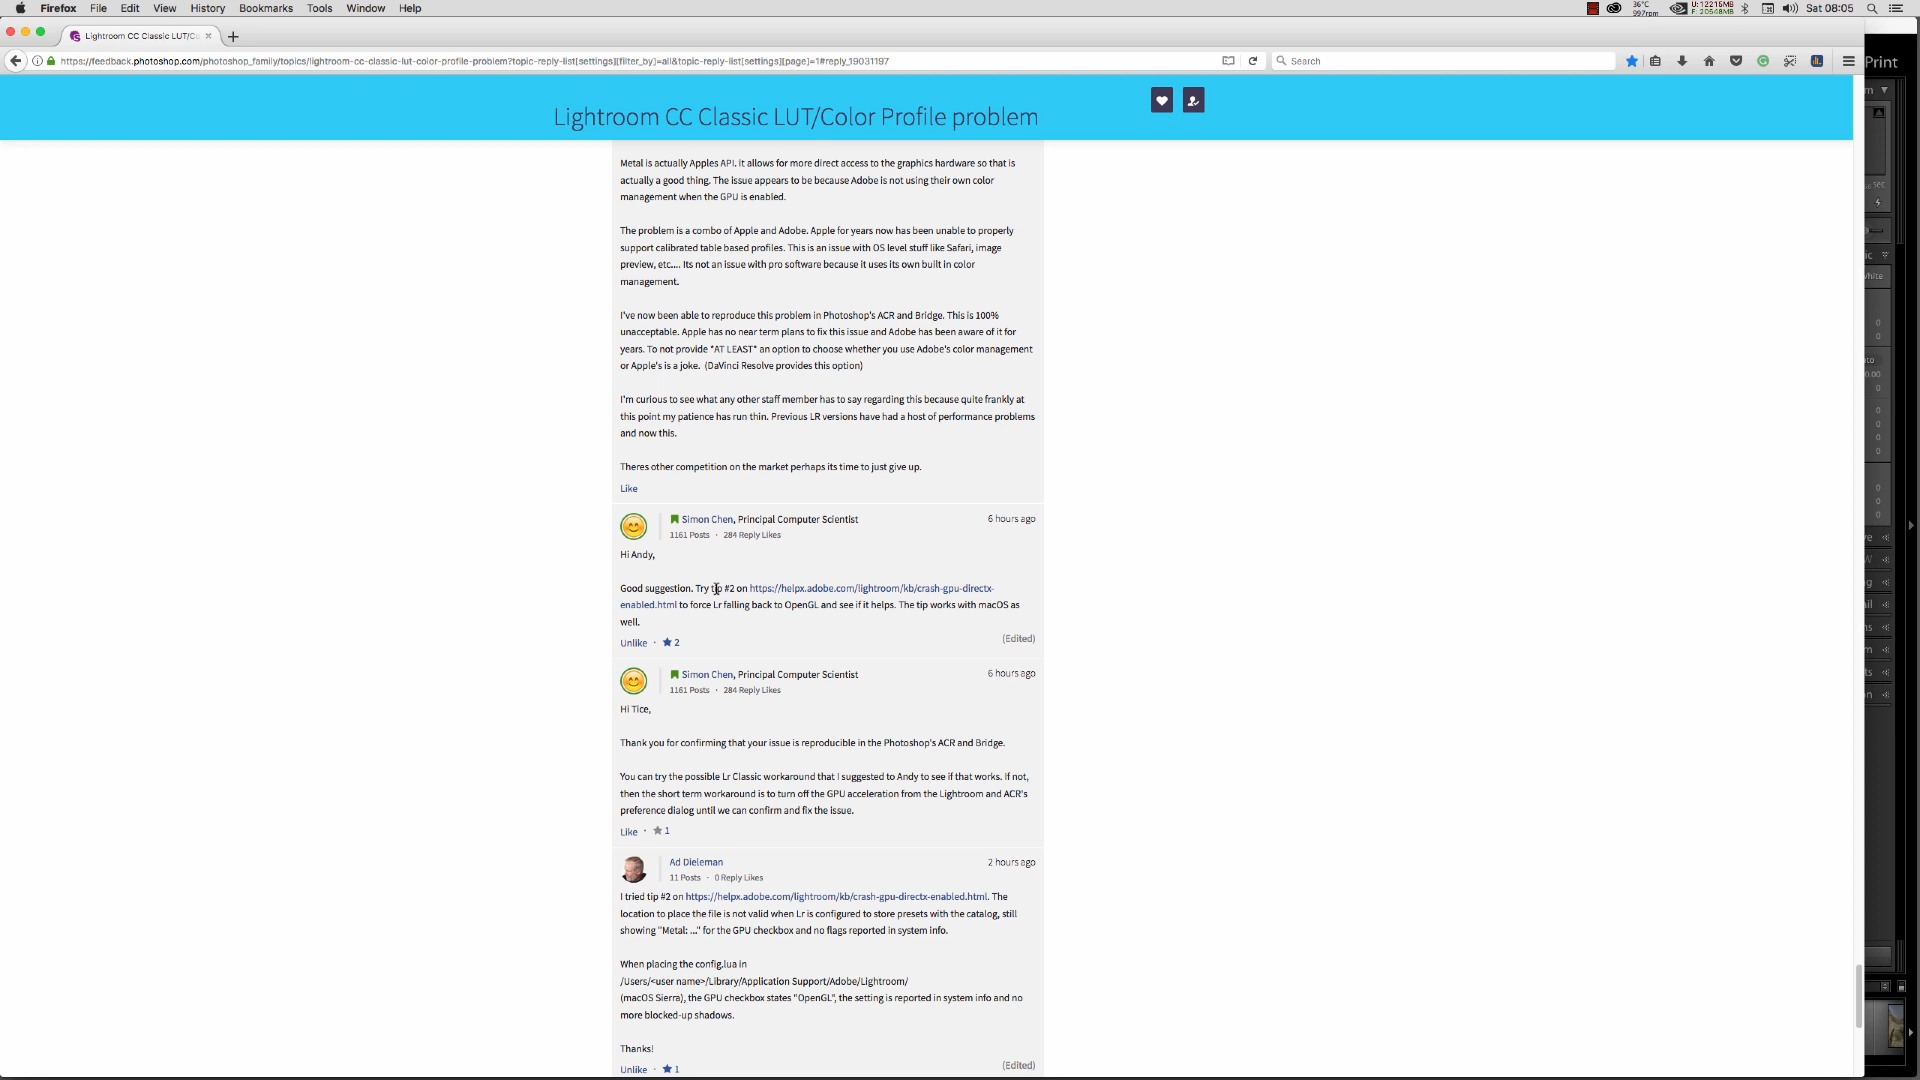 Firefox File Edit View History Bookmarks Tools Window Help
36°C
997rpm
U: 12215MB
F: 20548MB
Sat 08:05
Lightroom CC Classic LUT/C
https://feedback.photoshop.com/photoshop_family/topics/lightroom-cc-classic-lut-color-profile-problem?topic-reply-list[settings][filter_by]=all&topic-reply-list[settings][page]=1#reply_19031197
Search
Print
Lightroom CC Classic LUT/Color Profile problem
Metal is actually Apples API. it allows for more direct access to the graphics hardware so that is
actually a good thing. The issue appears to be because Adobe is not using their own color
management when the GPU is enabled.
The problem is a combo of Apple and Adobe. Apple for years now has been unable to properly
support calibrated table based profiles. This is an issue with OS level stuff like Safari, image
preview, etc.... Its not an issue with pro software because it uses its own built in color
management.
I've now been able to reproduce this problem in Photoshop's ACR and Bridge. This is 100%
unacceptable. Apple has no near term plans to fix this issue and Adobe has been aware of it for
years. To not provide *AT LEAST* an option to choose whether you use Adobe's color management
or Apple's is a joke. (DaVinci Resolve provides this option)
I'm curious to see what any other staff member has to say regarding this because quite frankly at
this point my patience has run thin. Previous LR versions have had a host of performance problems
and now this.
Theres other competition on the market perhaps its time to just give up.
Like
Simon Chen, Principal Computer Scientist
6 hours ago
1161 Posts · 284 Reply Likes
Hi Andy,
Good suggestion. Try tip #2 on https://helpx.adobe.com/lightroom/kb/crash-gpu-directx-
enabled.html to force Lr falling back to OpenGL and see if it helps. The tip works with macOS as
well.
(Edited)
Unlike · 2
Simon Chen, Principal Computer Scientist
6 hours ago
1161 Posts · 284 Reply Likes
Hi Tice,
Thank you for confirming that your issue is reproducible in the Photoshop's ACR and Bridge.
You can try the possible Lr Classic workaround that I suggested to Andy to see if that works. If not,
then the short term workaround is to turn off the GPU acceleration from the Lightroom and ACR's
preference dialog until we can confirm and fix the issue.
Like · 1
Ad Dieleman
2 hours ago
11 Posts · 0 Reply Likes
I tried tip #2 on https://helpx.adobe.com/lightroom/kb/crash-gpu-directx-enabled.html. The
location to place the file is not valid when Lr is configured to store presets with the catalog, still
showing "Metal: ..." for the GPU checkbox and no flags reported in system info.
When placing the config.lua in
/Users/<user name>/Library/Application Support/Adobe/Lightroom/
(macOS Sierra), the GPU checkbox states "OpenGL", the setting is reported in system info and no
more blocked-up shadows.
Thanks!
(Edited)
Unlike · 1